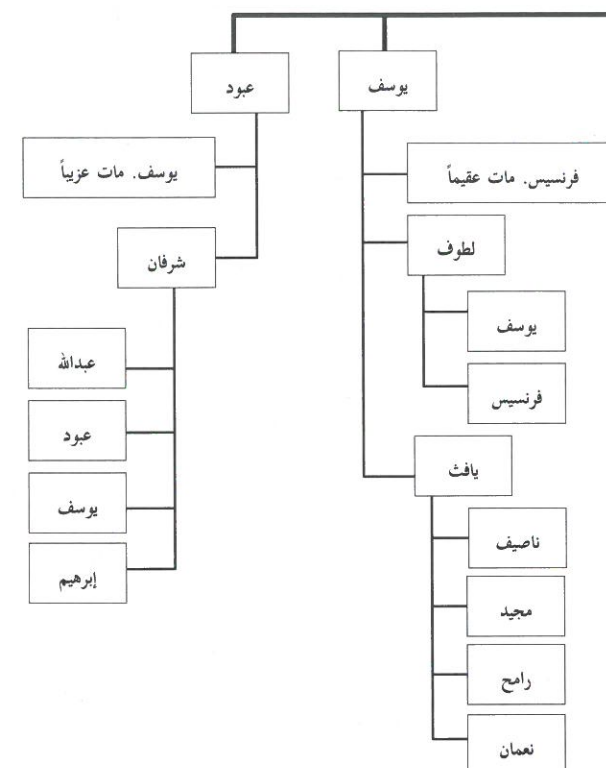 يوسف
عبود
فرنسيس. مات عقيماً
يوسف. مات عزيباً
لطوف
شرفان
يوسف
عبدالله
فرنسيس
عبود
يافث
يوسف
ناصيف
إبرهيم
مجيد
رامح
نعمان